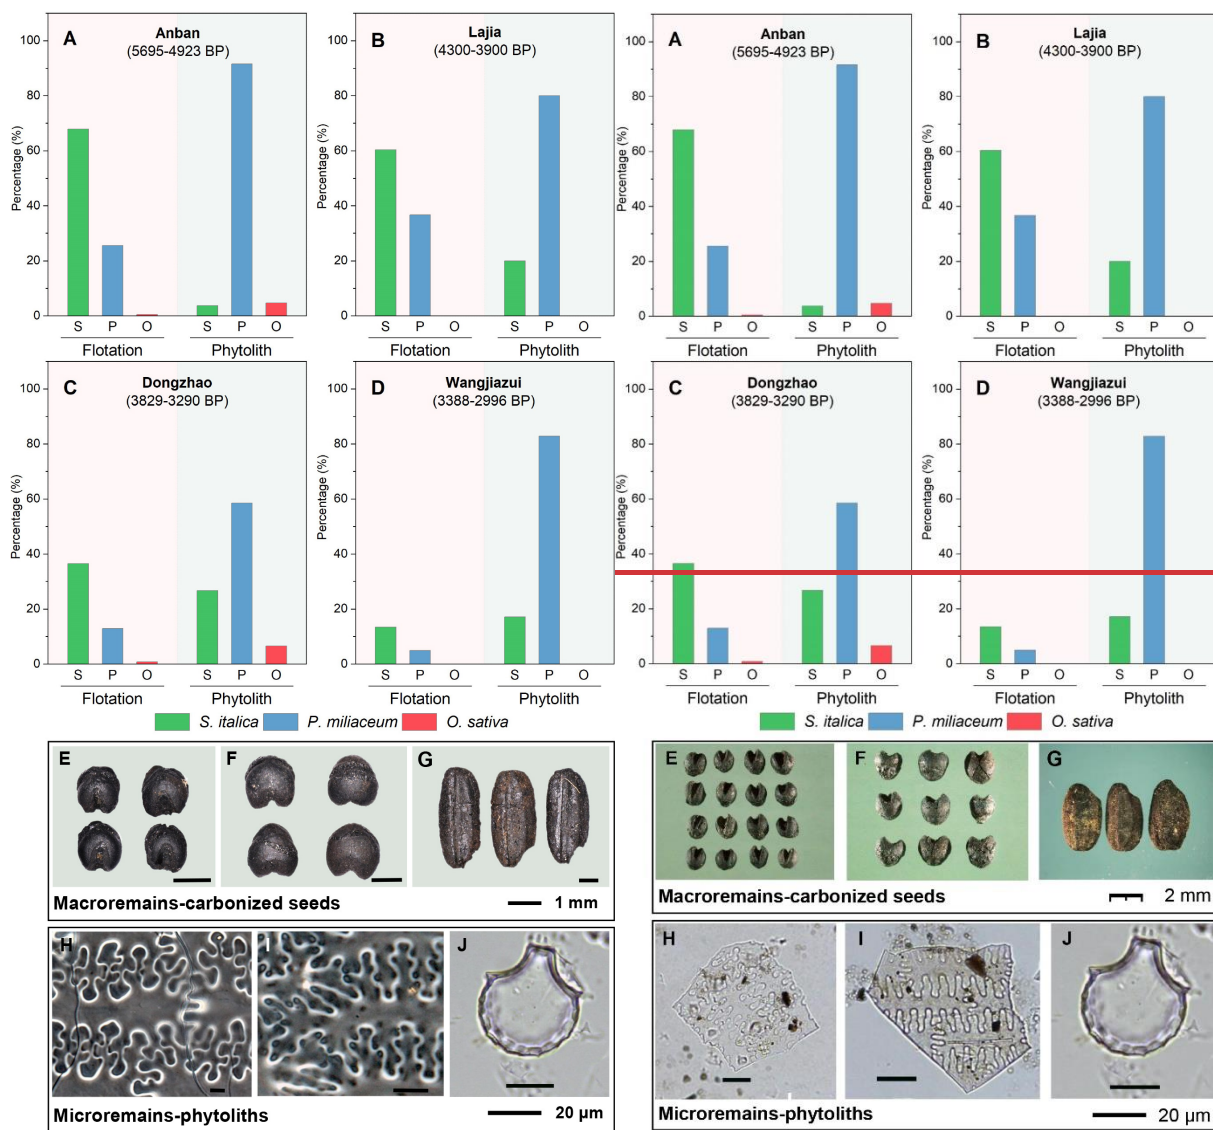 A
Anban
(5695-4923 BP)
Percentage (%)
100
80
60
40
20
0
S P O S P O
Flotation Phytolith
B
Lajia
(4300-3900 BP)
Percentage (%)
100
80
60
40
20
0
S P O S P O
Flotation Phytolith
A
Anban
(5695-4923 BP)
Percentage (%)
100
80
60
40
20
0
S P O S P O
Flotation Phytolith
B
Lajia
(4300-3900 BP)
Percentage (%)
100
80
60
40
20
0
S P O S P O
Flotation Phytolith
C
Dongzhao
(3829-3290 BP)
Percentage (%)
100
80
60
40
20
0
S P O S P O
Flotation Phytolith
D
Wangjiazui
(3388-2996 BP)
Percentage (%)
100
80
60
40
20
0
S P O S P O
Flotation Phytolith
C
Dongzhao
(3829-3290 BP)
Percentage (%)
100
80
60
40
20
0
S P O S P O
Flotation Phytolith
D
Wangjiazui
(3388-2996 BP)
Percentage (%)
100
80
60
40
20
0
S P O S P O
Flotation Phytolith
S. italica P. miliaceum O. sativa
S. italica P. miliaceum O. sativa
E F G
Macroremains-carbonized seeds 1 mm
H I J
Microremains-phytoliths 20 μm
E F G
Macroremains-carbonized seeds 2 mm
H I J
Microremains-phytoliths 20 μm